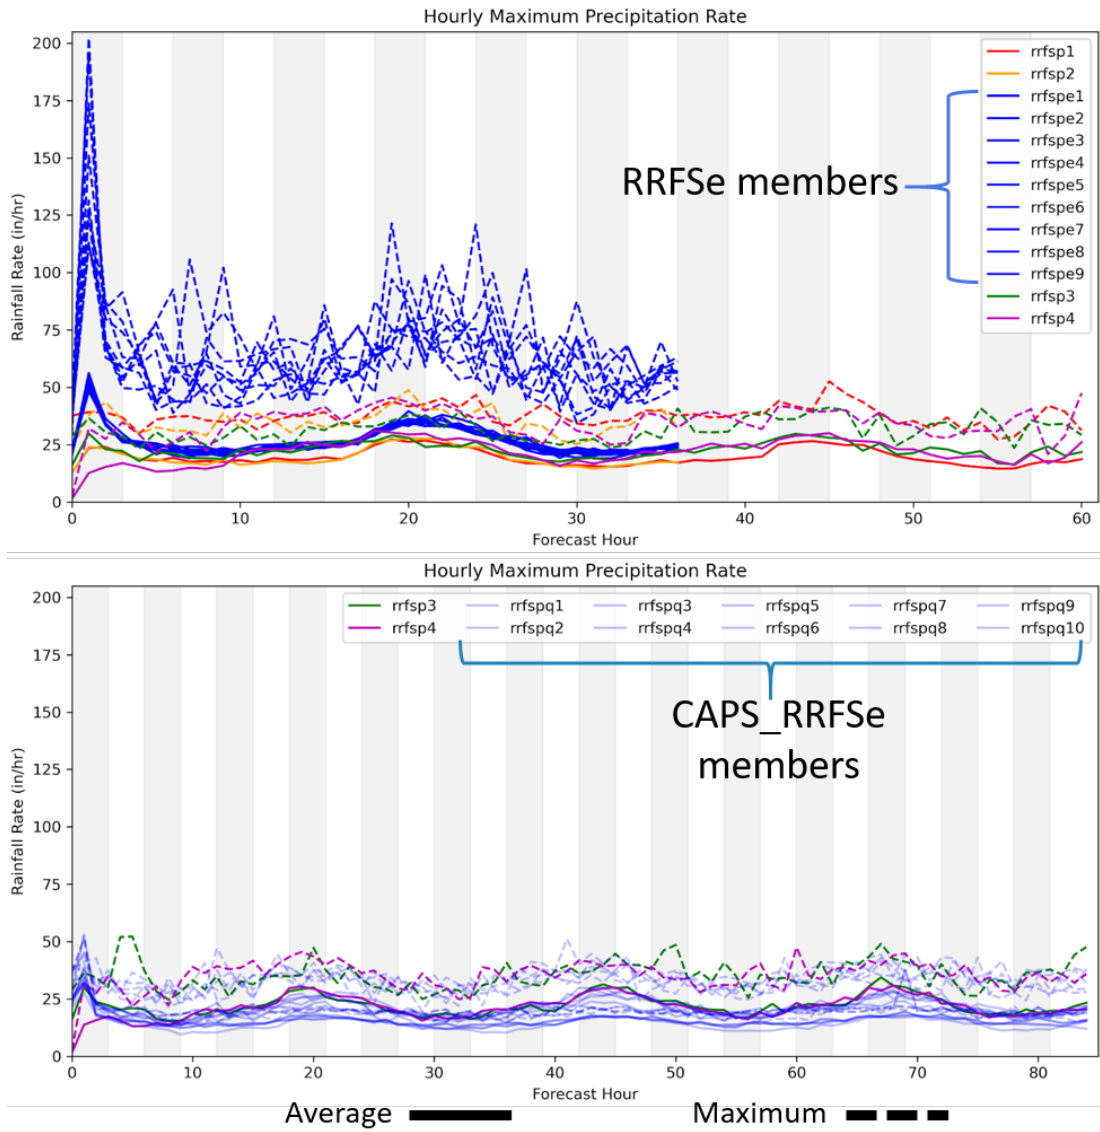 Hourly Maximum Precipitation Rate
200
175
150
125
100
75
50
25
0
Rainfall Rate (in/hr)
0 10 20 30 40 50 60
Forecast Hour
rrfsp1
rrfsp2
rrfspe1
rrfspe2
rrfspe3
rrfspe4
rrfspe5
rrfspe6
rrfspe7
rrfspe8
rrfspe9
rrfsp3
rrfsp4
RRFSe members
Hourly Maximum Precipitation Rate
200
175
150
125
100
75
50
25
0
Rainfall Rate (in/hr)
rrfsp3 rrfspq1 rrfspq3 rrfspq5 rrfspq7 rrfspq9
rrfsp4 rrfspq2 rrfspq4 rrfspq6 rrfspq8 rrfspq10
CAPS_RRFSe
members
0 10 20 30 40 50 60 70 80
Forecast Hour
Average Maximum